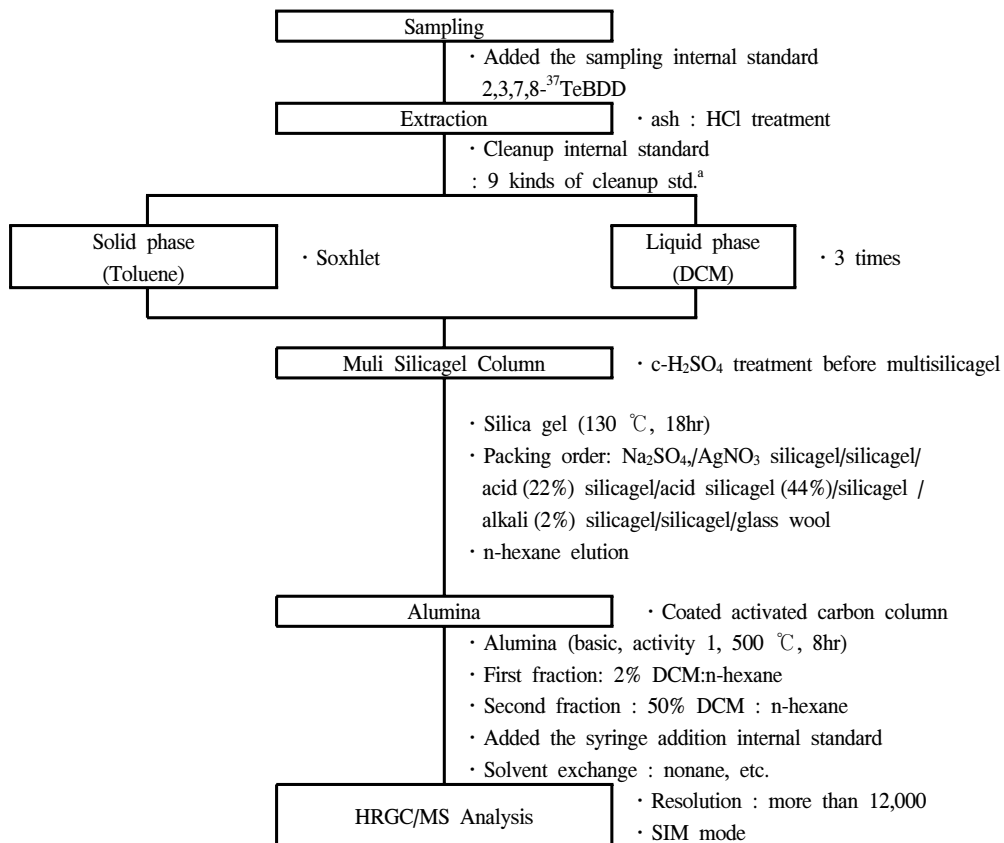 Sampling
· Added the sampling internal standard
2,3,7,8-³⁷TeBDD
Extraction
· ash : HCl treatment
· Cleanup internal standard
: 9 kinds of cleanup std.ᵃ
Solid phase
(Toluene)
· Soxhlet
Liquid phase
(DCM)
· 3 times
Muli Silicagel Column
· c-H₂SO₄ treatment before multisilicagel
· Silica gel (130 ℃, 18hr)
· Packing order: Na₂SO₄,/AgNO₃ silicagel/silicagel/
acid (22%) silicagel/acid silicagel (44%)/silicagel /
alkali (2%) silicagel/silicagel/glass wool
· n-hexane elution
Alumina
· Coated activated carbon column
· Alumina (basic, activity 1, 500 ℃, 8hr)
· First fraction: 2% DCM:n-hexane
· Second fraction : 50% DCM : n-hexane
· Added the syringe addition internal standard
· Solvent exchange : nonane, etc.
HRGC/MS Analysis
· Resolution : more than 12,000
· SIM mode